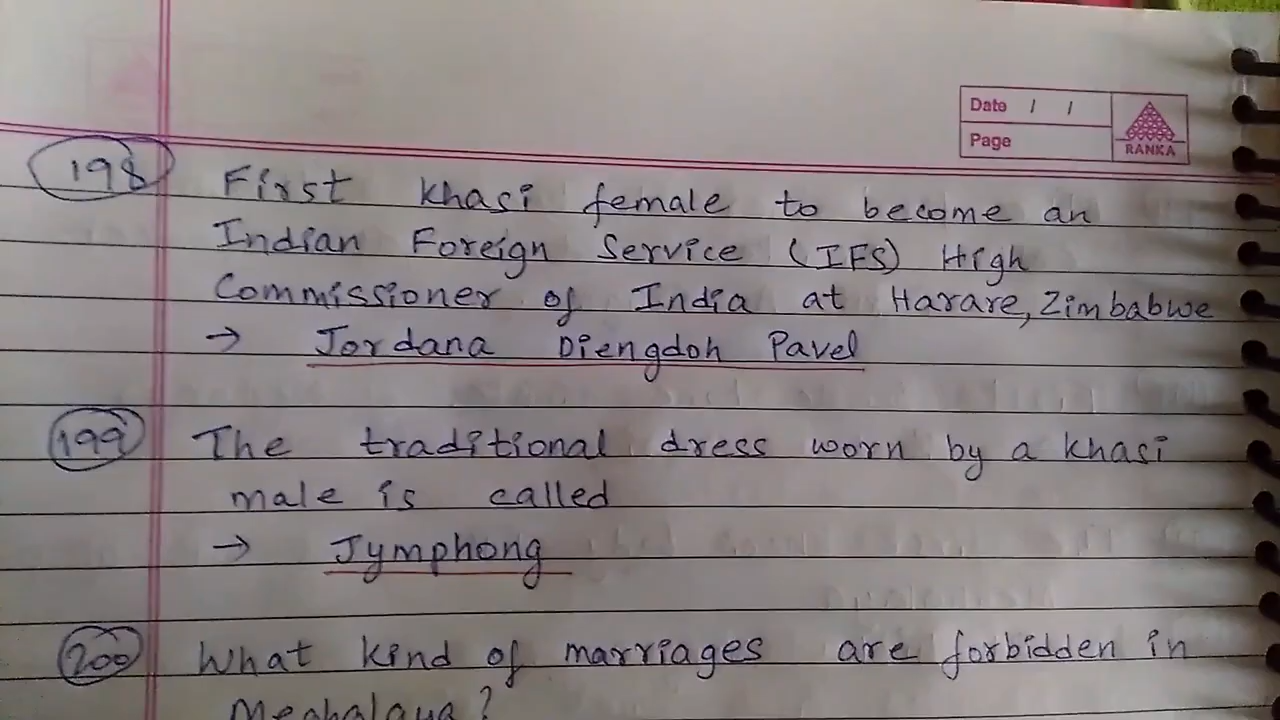 Date / /
Page
RANKA
198 First Khasi female to become an
Indian Foreign Service (IFS) High
Commissioner of India at Harare, Zimbabwe
→ Jordana Diengdoh Pavel
199 The traditional dress worn by a Khasi
male is called
→ Jymphong
200 What kind of marriages are forbidden in
Meghalaya?